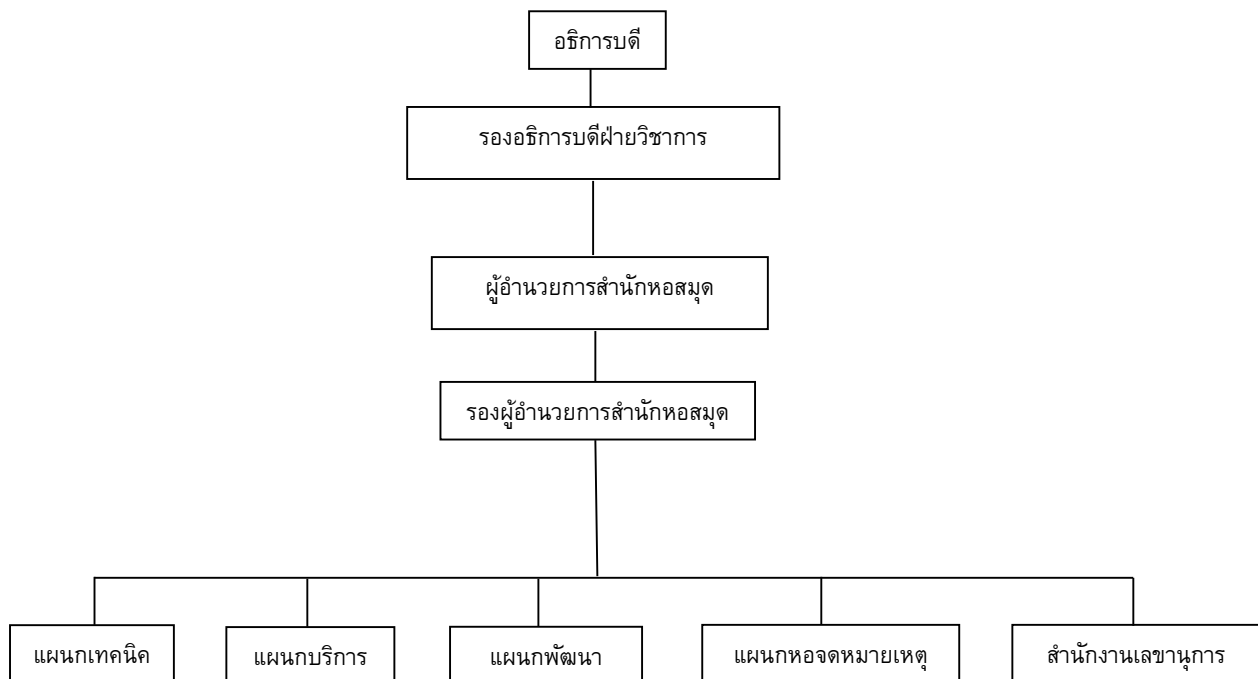 อธิการบดี
รองอธิการบดีฝ่ายวิชาการ
ผู้อำนวยการสำนักหอสมุด
รองผู้อำนวยการสำนักหอสมุด
แผนกเทคนิค
แผนกบริการ
แผนกพัฒนา
แผนกหอจดหมายเหตุ
สำนักงานเลขานุการ